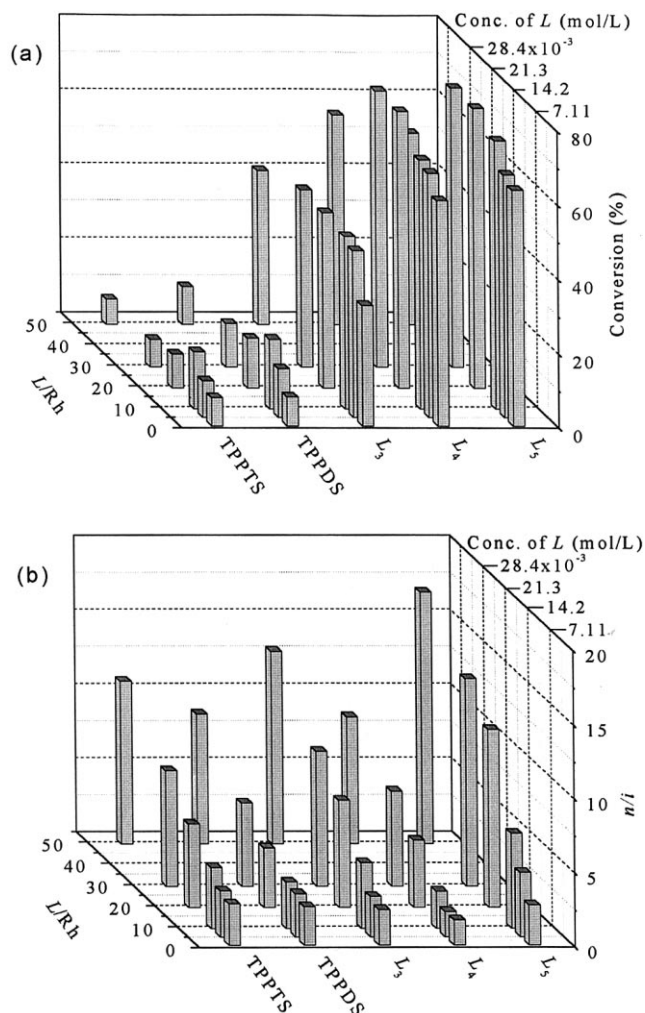 (a)
Conc. of L (mol/L)
28.4x10⁻³
21.3
14.2
7.11
80
60
40
20
0
Conversion (%)
50
40
30
20
10
0
L/Rh
TPPTS
TPPDS
L₃
L₄
L₅
(b)
Conc. of L (mol/L)
28.4x10⁻³
21.3
14.2
7.11
20
15
10
5
0
n/i
50
40
30
20
10
0
L/Rh
TPPTS
TPPDS
L₃
L₄
L₅